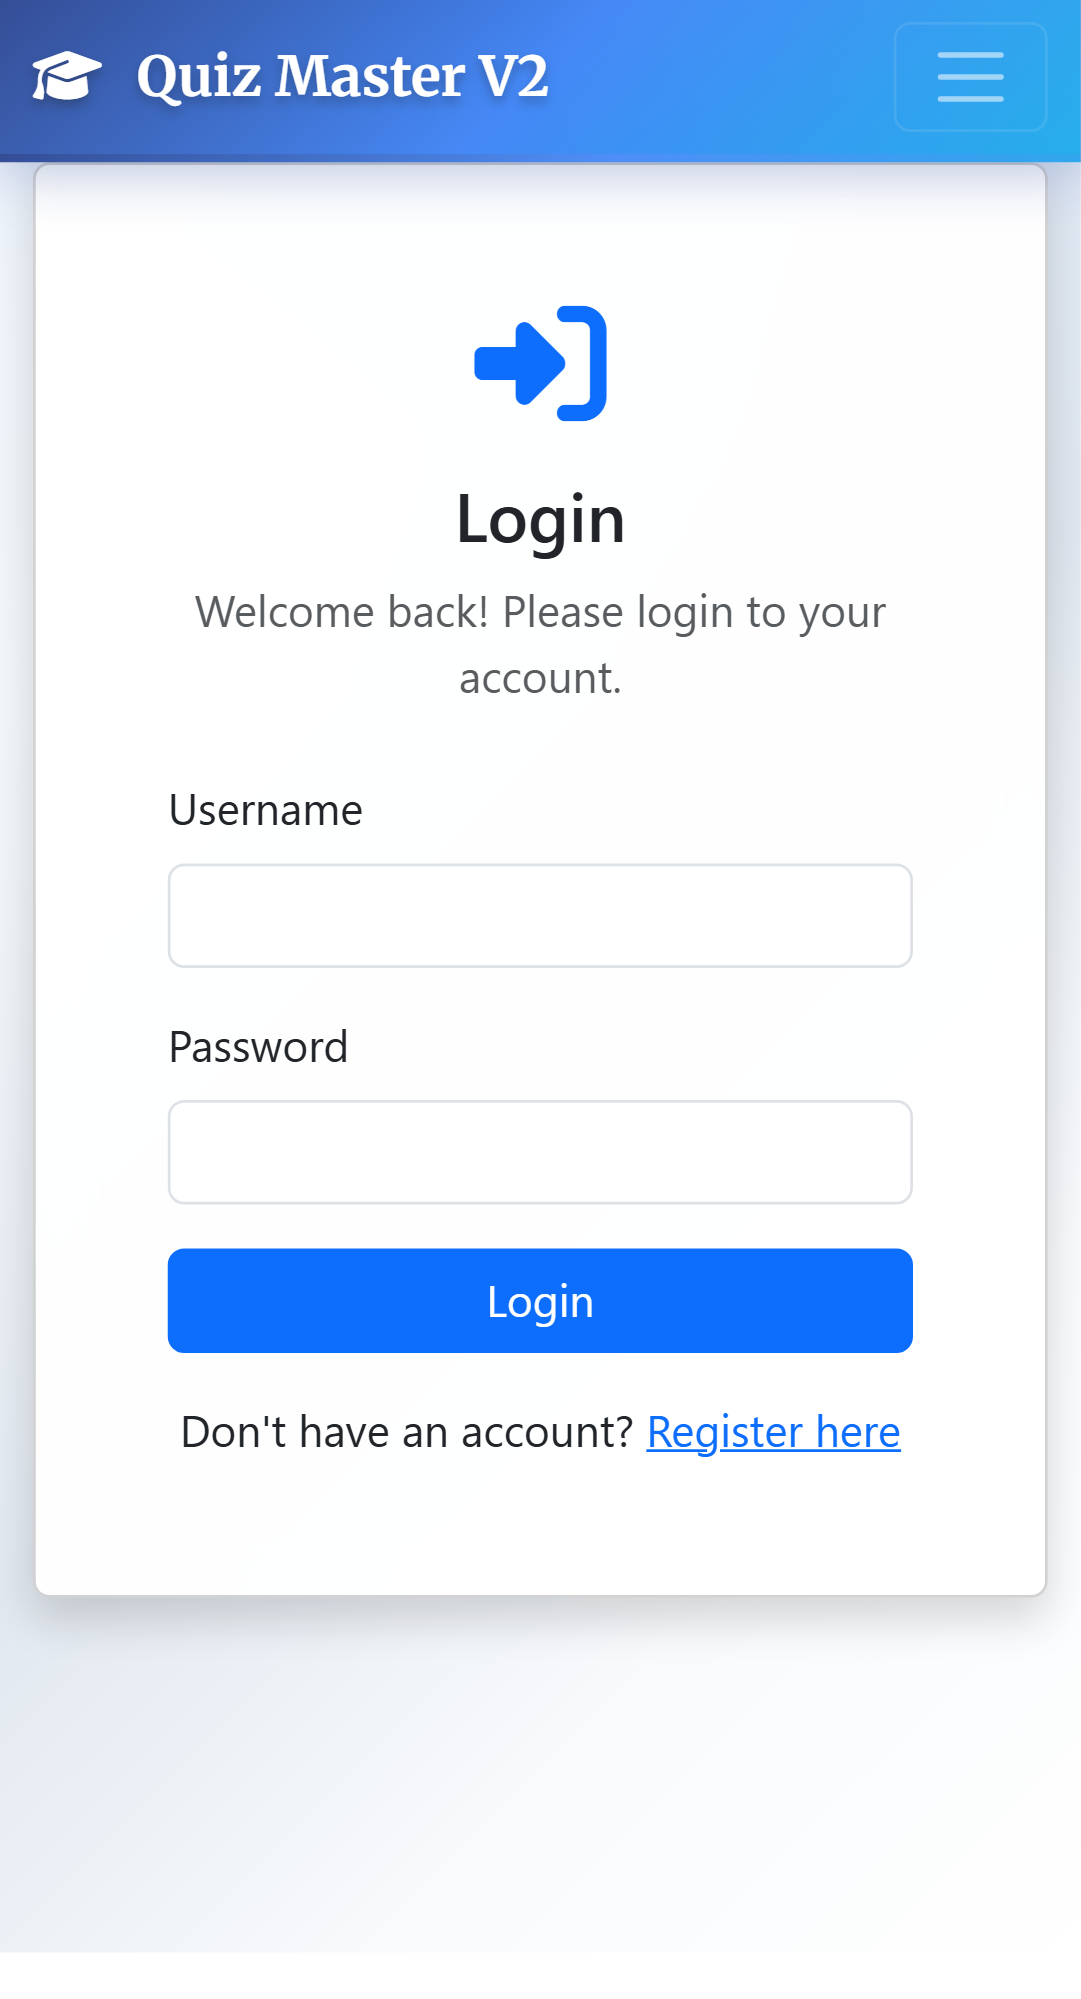 Quiz Master V2
Login
Welcome back! Please login to your
account.
Username
Password
Login
Don't have an account? Register here